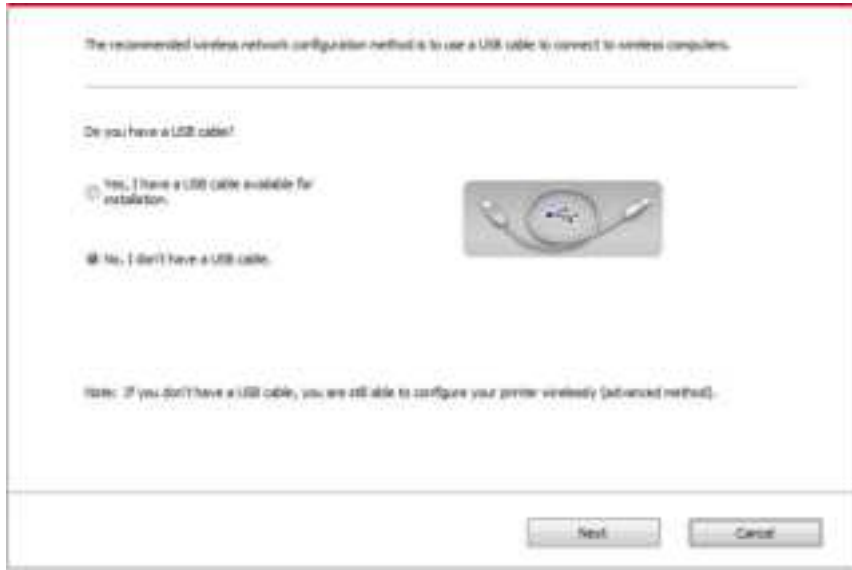 The recommended wireless network configuration method is to use a USB cable to connect to wireless computers.
Do you have a USB cable?
Yes, I have a USB cable available for
installation.
No, I don't have a USB cable.
Note: If you don't have a USB cable, you are still able to configure your printer wirelessly (advanced method).
Next
Cancel